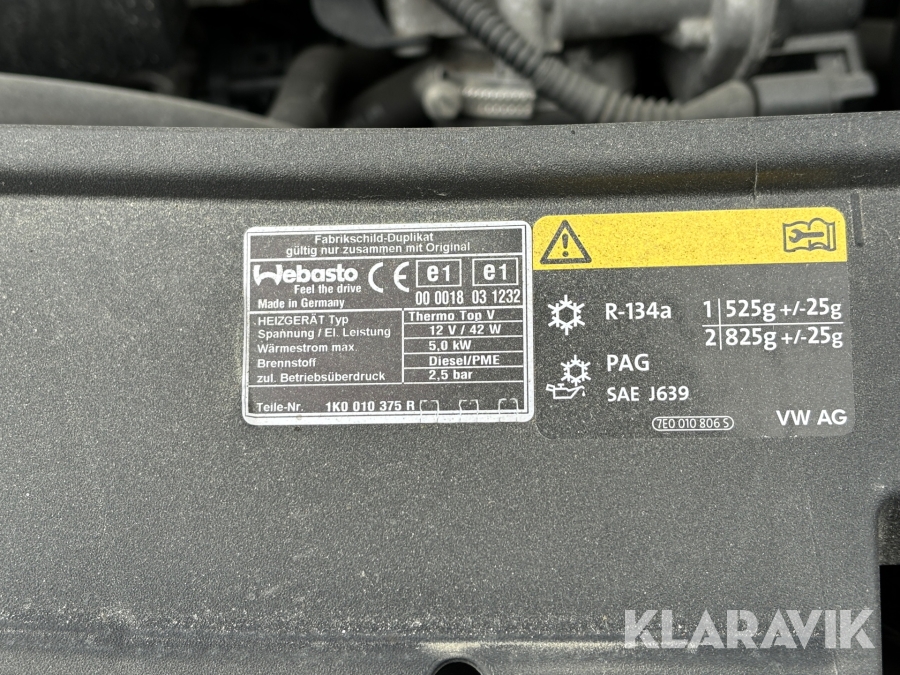 Fabrikschild-Duplikat
gültig nur zusammen mit Original
Webasto
Feel the drive
CE
e1
e1
Made in Germany
00 0018
03 1232
HEIZGERÄT Typ
Thermo Top V
Spannung / El. Leistung
12 V / 42 W
Wärmestrom max.
5,0 kW
Brennstoff
Diesel/PME
zul. Betriebsüberdruck
2,5 bar
Teile-Nr.
1K0 010 375 R
R-134a
1 525g +/-25g
2 825g +/-25g
PAG
SAE J639
7E0 010 806 S
VW AG
KLARAVIK